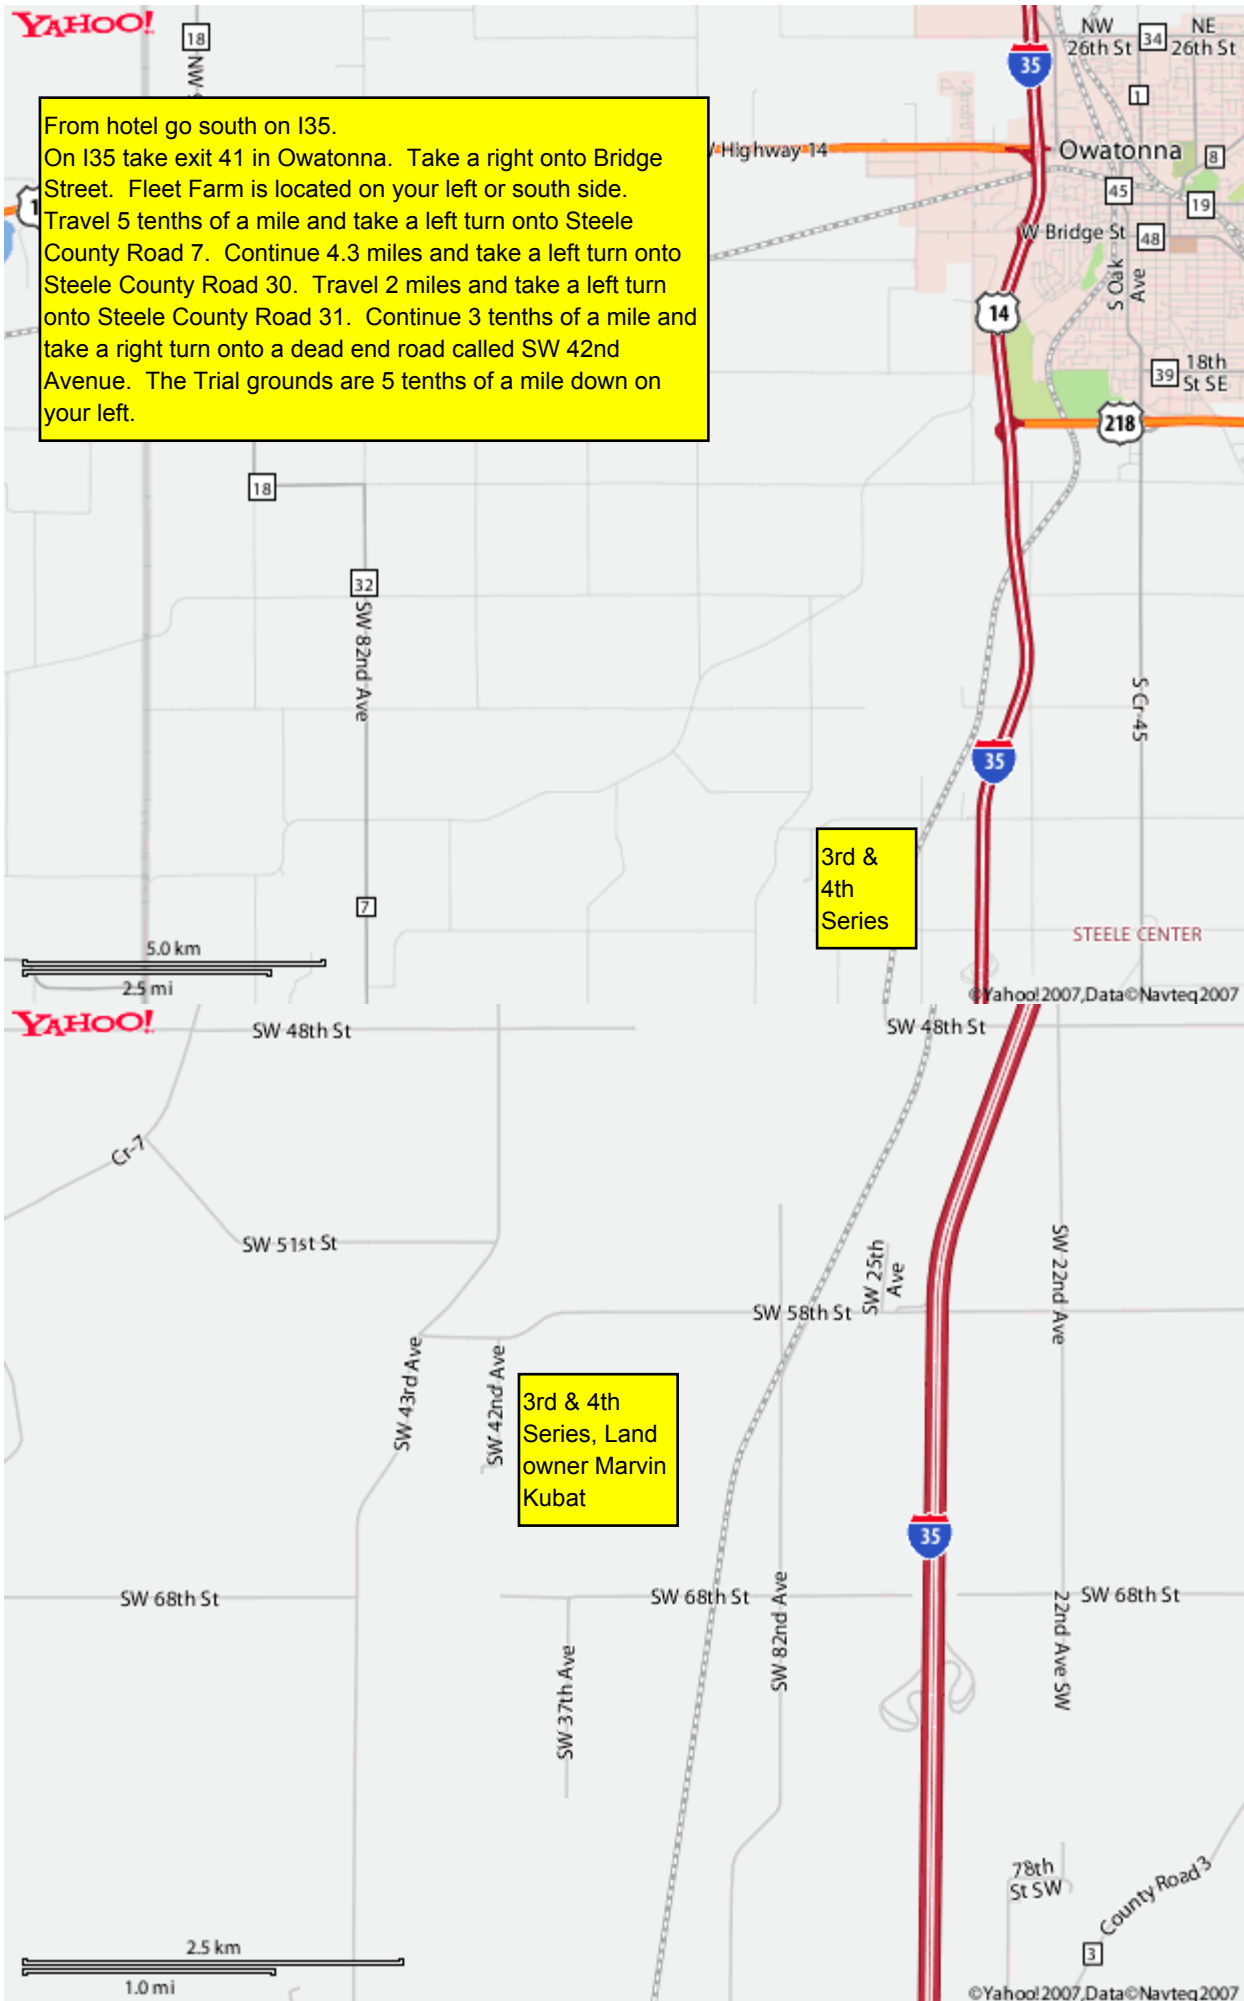 YAHOO!
18
NW
NW
26th St
34
NE
26th St
35
1
From hotel go south on I35.
On I35 take exit 41 in Owatonna. Take a right onto Bridge
Street. Fleet Farm is located on your left or south side.
Travel 5 tenths of a mile and take a left turn onto Steele
County Road 7. Continue 4.3 miles and take a left turn onto
Steele County Road 30. Travel 2 miles and take a left turn
onto Steele County Road 31. Continue 3 tenths of a mile and
take a right turn onto a dead end road called SW 42nd
Avenue. The Trial grounds are 5 tenths of a mile down on
your left.
Highway 14
Owatonna
8
45
19
W Bridge St
48
S Oak
Ave
14
39
18th
St SE
218
18
32
SW 82nd Ave
S Cr-45
35
3rd &
4th
Series
7
STEELE CENTER
5.0 km
2.5 mi
©Yahoo! 2007, Data©Navteq 2007
YAHOO!
SW 48th St
SW 48th St
Cr-7
SW 51st St
SW 25th
Ave
SW 22nd Ave
SW 58th St
SW 43rd Ave
SW 42nd Ave
3rd & 4th
Series, Land
owner Marvin
Kubat
35
SW 68th St
SW 68th St
SW 68th St
SW 82nd Ave
22nd Ave SW
SW 37th Ave
78th
St SW
County Road 3
3
2.5 km
1.0 mi
©Yahoo! 2007, Data©Navteq 2007